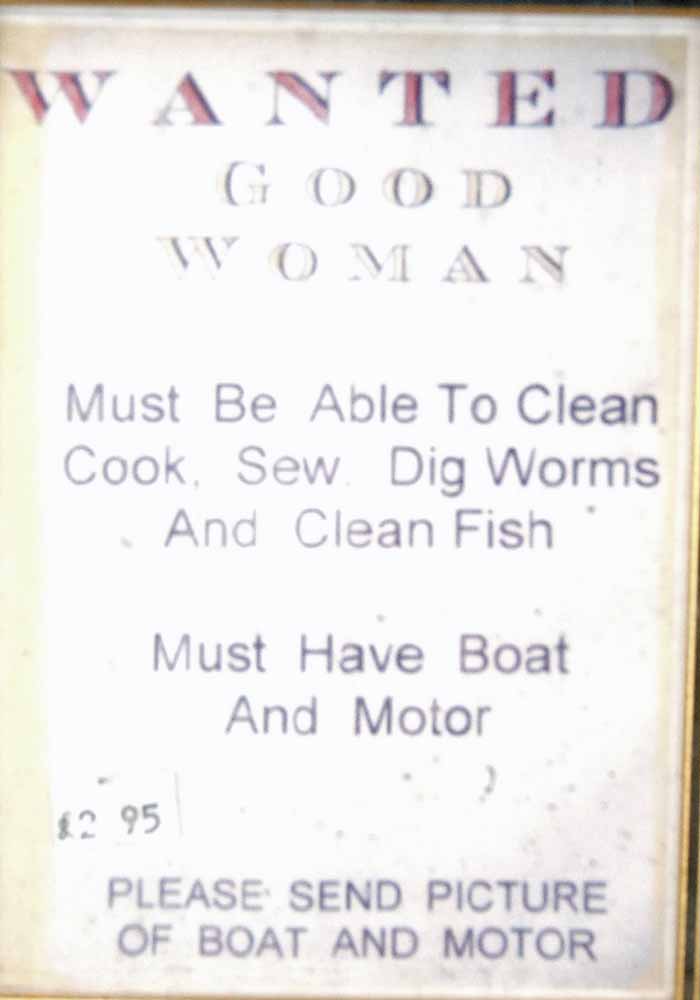 WANTED
GOOD
WOMAN
Must Be Able To Clean
Cook, Sew. Dig Worms
And Clean Fish
Must Have Boat
And Motor
£2 95
PLEASE SEND PICTURE
OF BOAT AND MOTOR